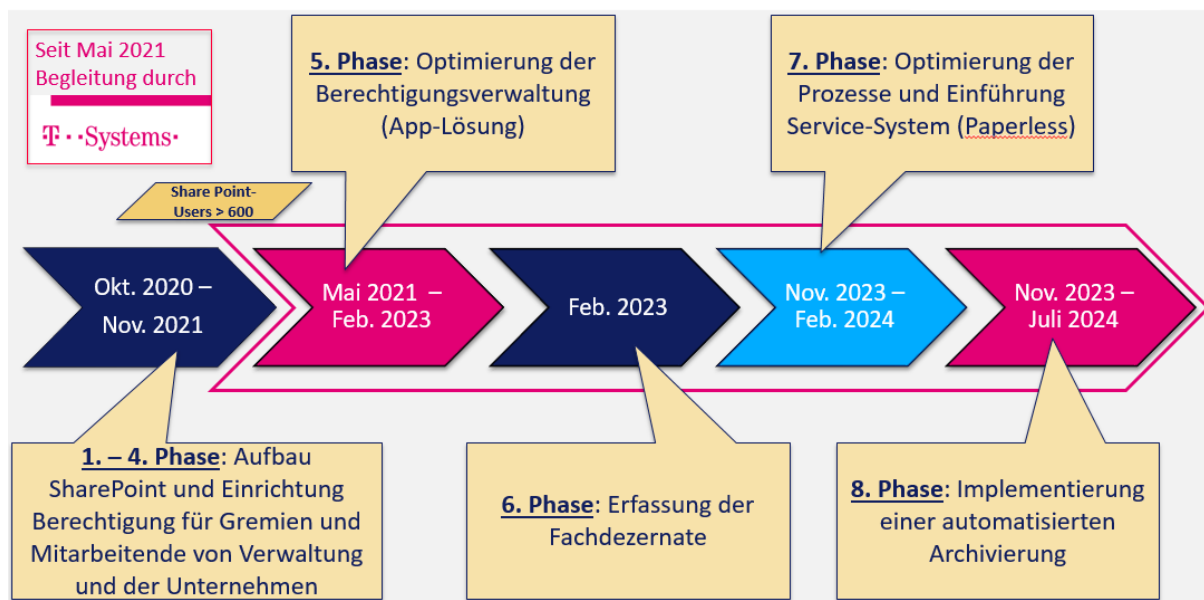 Seit Mai 2021
Begleitung durch
T··Systems·
5. Phase: Optimierung der
Berechtigungsverwaltung
(App-Lösung)
7. Phase: Optimierung der
Prozesse und Einführung
Service-System (Paperless)
Share Point-
Users > 600
Okt. 2020 –
Nov. 2021
Mai 2021 –
Feb. 2023
Feb. 2023
Nov. 2023 –
Feb. 2024
Nov. 2023 –
Juli 2024
1. – 4. Phase: Aufbau
SharePoint und Einrichtung
Berechtigung für Gremien und
Mitarbeitende von Verwaltung
und der Unternehmen
6. Phase: Erfassung der
Fachdezernate
8. Phase: Implementierung
einer automatisierten
Archivierung